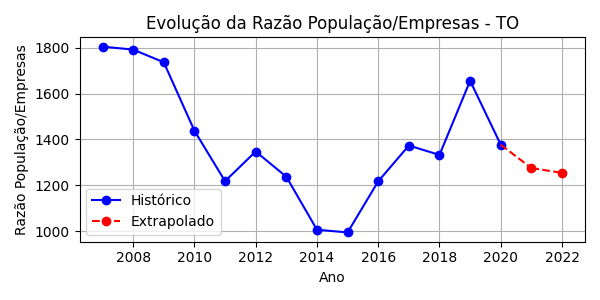 Evolução da Razão População/Empresas - TO
Razão População/Empresas
1800
1600
1400
1200
1000
Histórico
Extrapolado
2008 2010 2012 2014 2016 2018 2020 2022
Ano